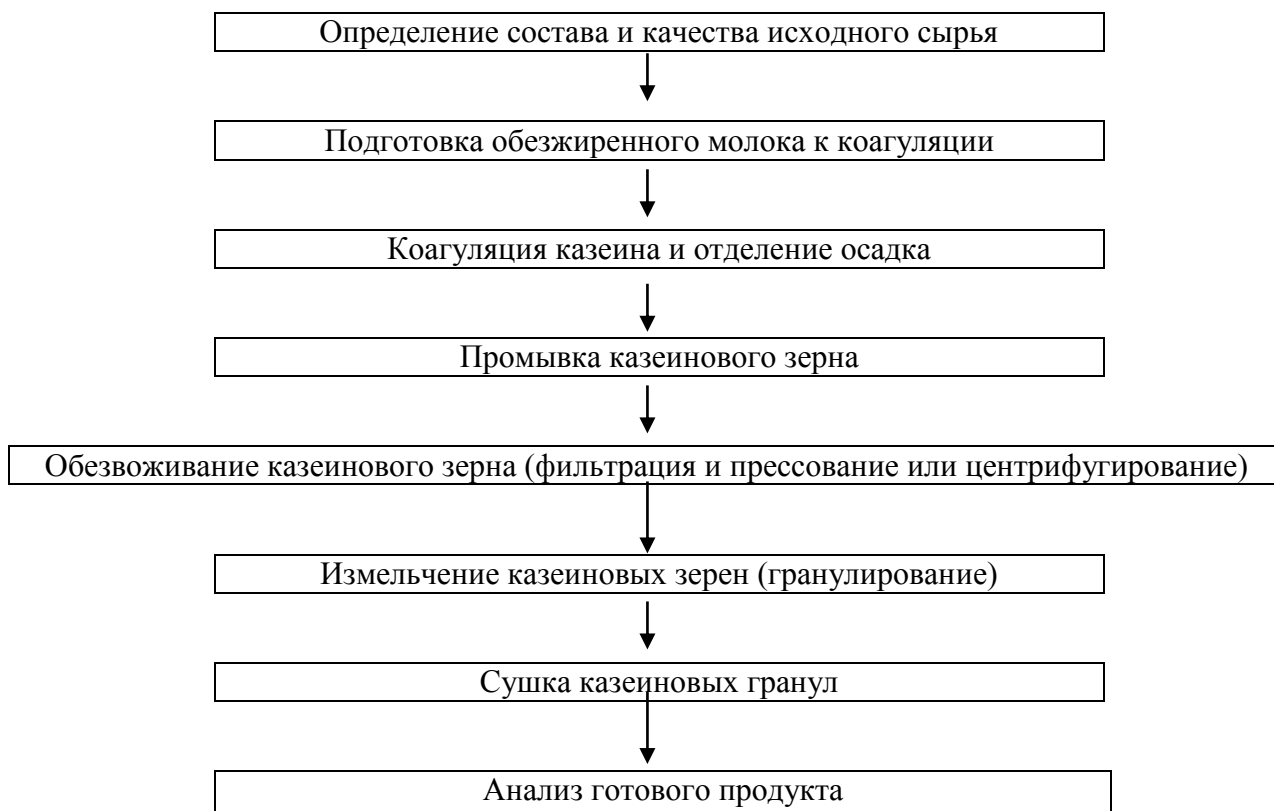 Определение состава и качества исходного сырья
Подготовка обезжиренного молока к коагуляции
Коагуляция казеина и отделение осадка
Промывка казеинового зерна
Обезвоживание казеинового зерна (фильтрация и прессование или центрифугирование)
Измельчение казеиновых зерен (гранулирование)
Сушка казеиновых гранул
Анализ готового продукта